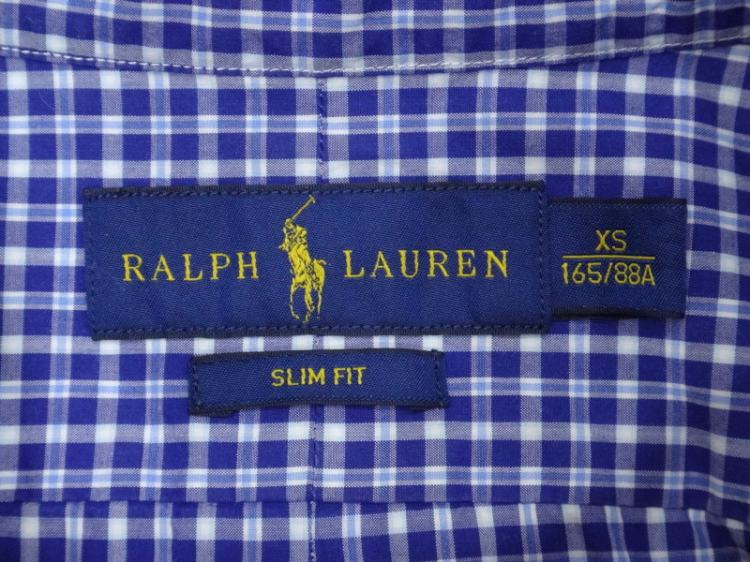 RALPH LAUREN
XS
165/88A
SLIM FIT